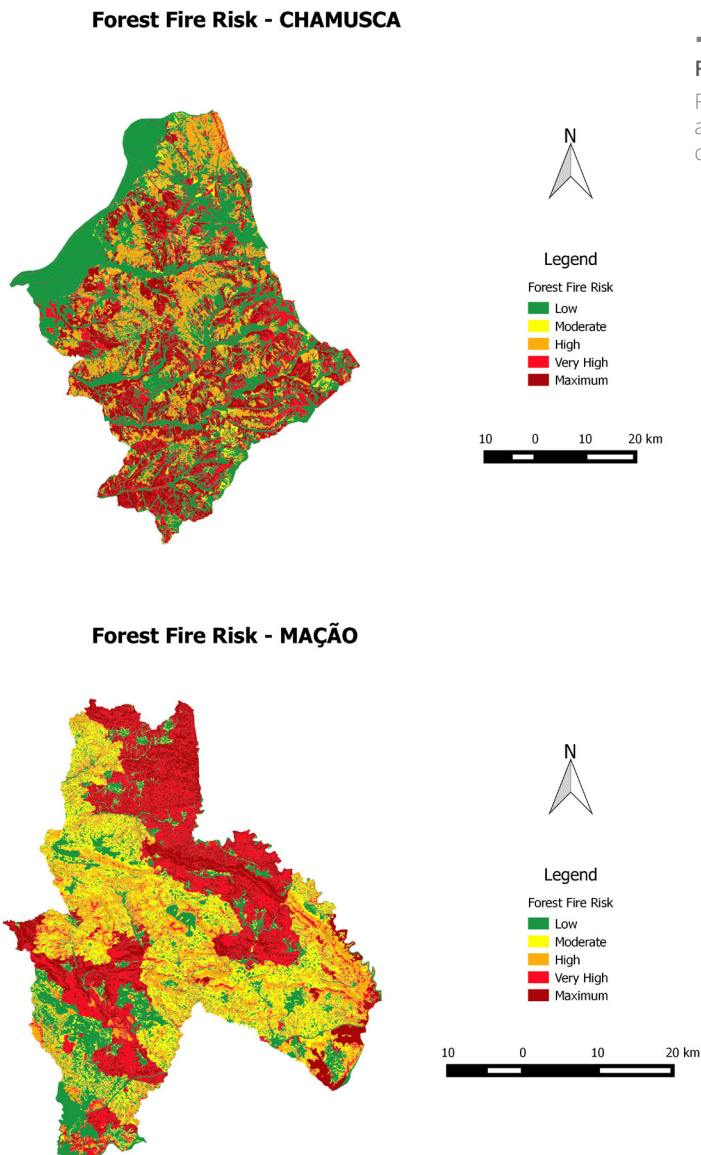 Forest Fire Risk - CHAMUSCA
N
Legend
Forest Fire Risk
Low
Moderate
High
Very High
Maximum
10 0 10 20 km
Forest Fire Risk - MAÇÃO
N
Legend
Forest Fire Risk
Low
Moderate
High
Very High
Maximum
10 0 10 20 km